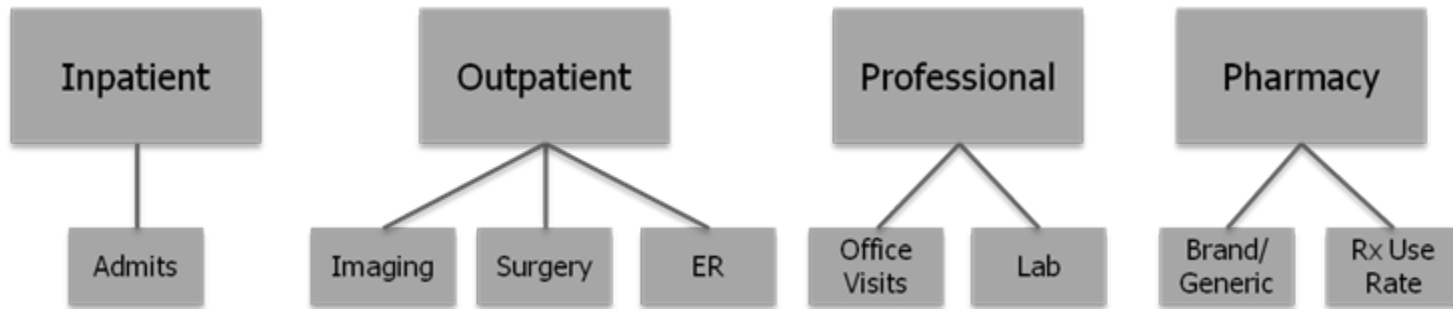 Inpatient
Outpatient
Professional
Pharmacy
Admits
Imaging
Surgery
ER
Office
Visits
Lab
Brand/
Generic
Rx Use
Rate